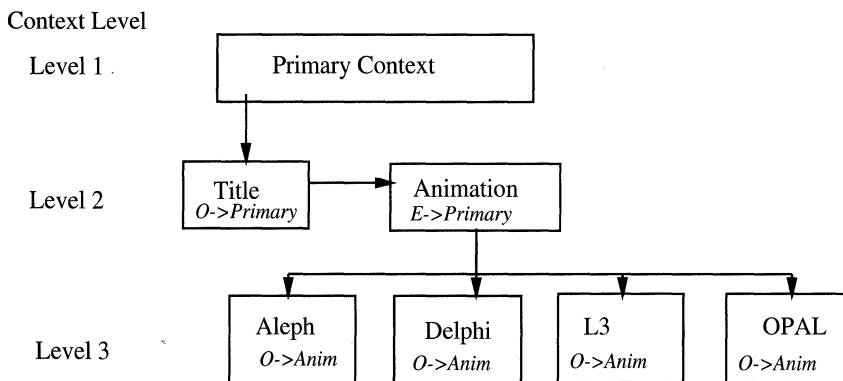 Context Level
Level 1
Primary Context
Level 2
Title
O->Primary
Animation
E->Primary
Level 3
Aleph
O->Anim
Delphi
O->Anim
L3
O->Anim
OPAL
O->Anim